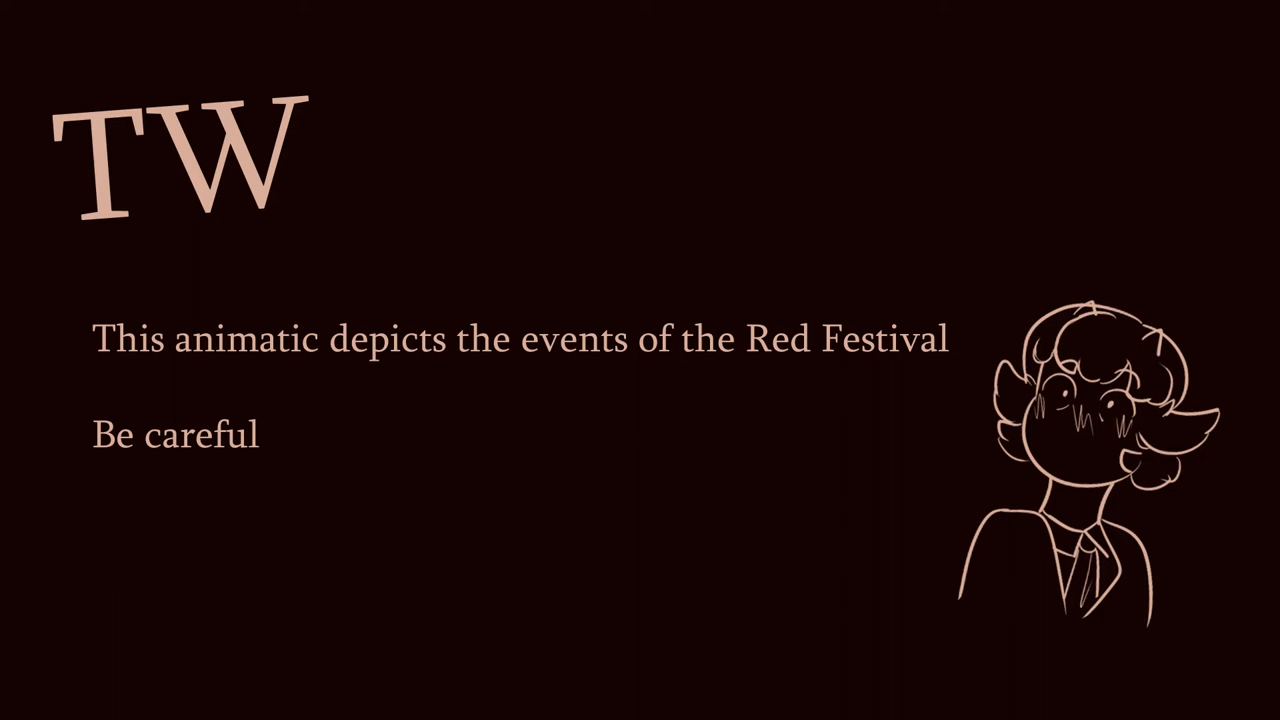 TW
This animatic depicts the events of the Red Festival
Be careful